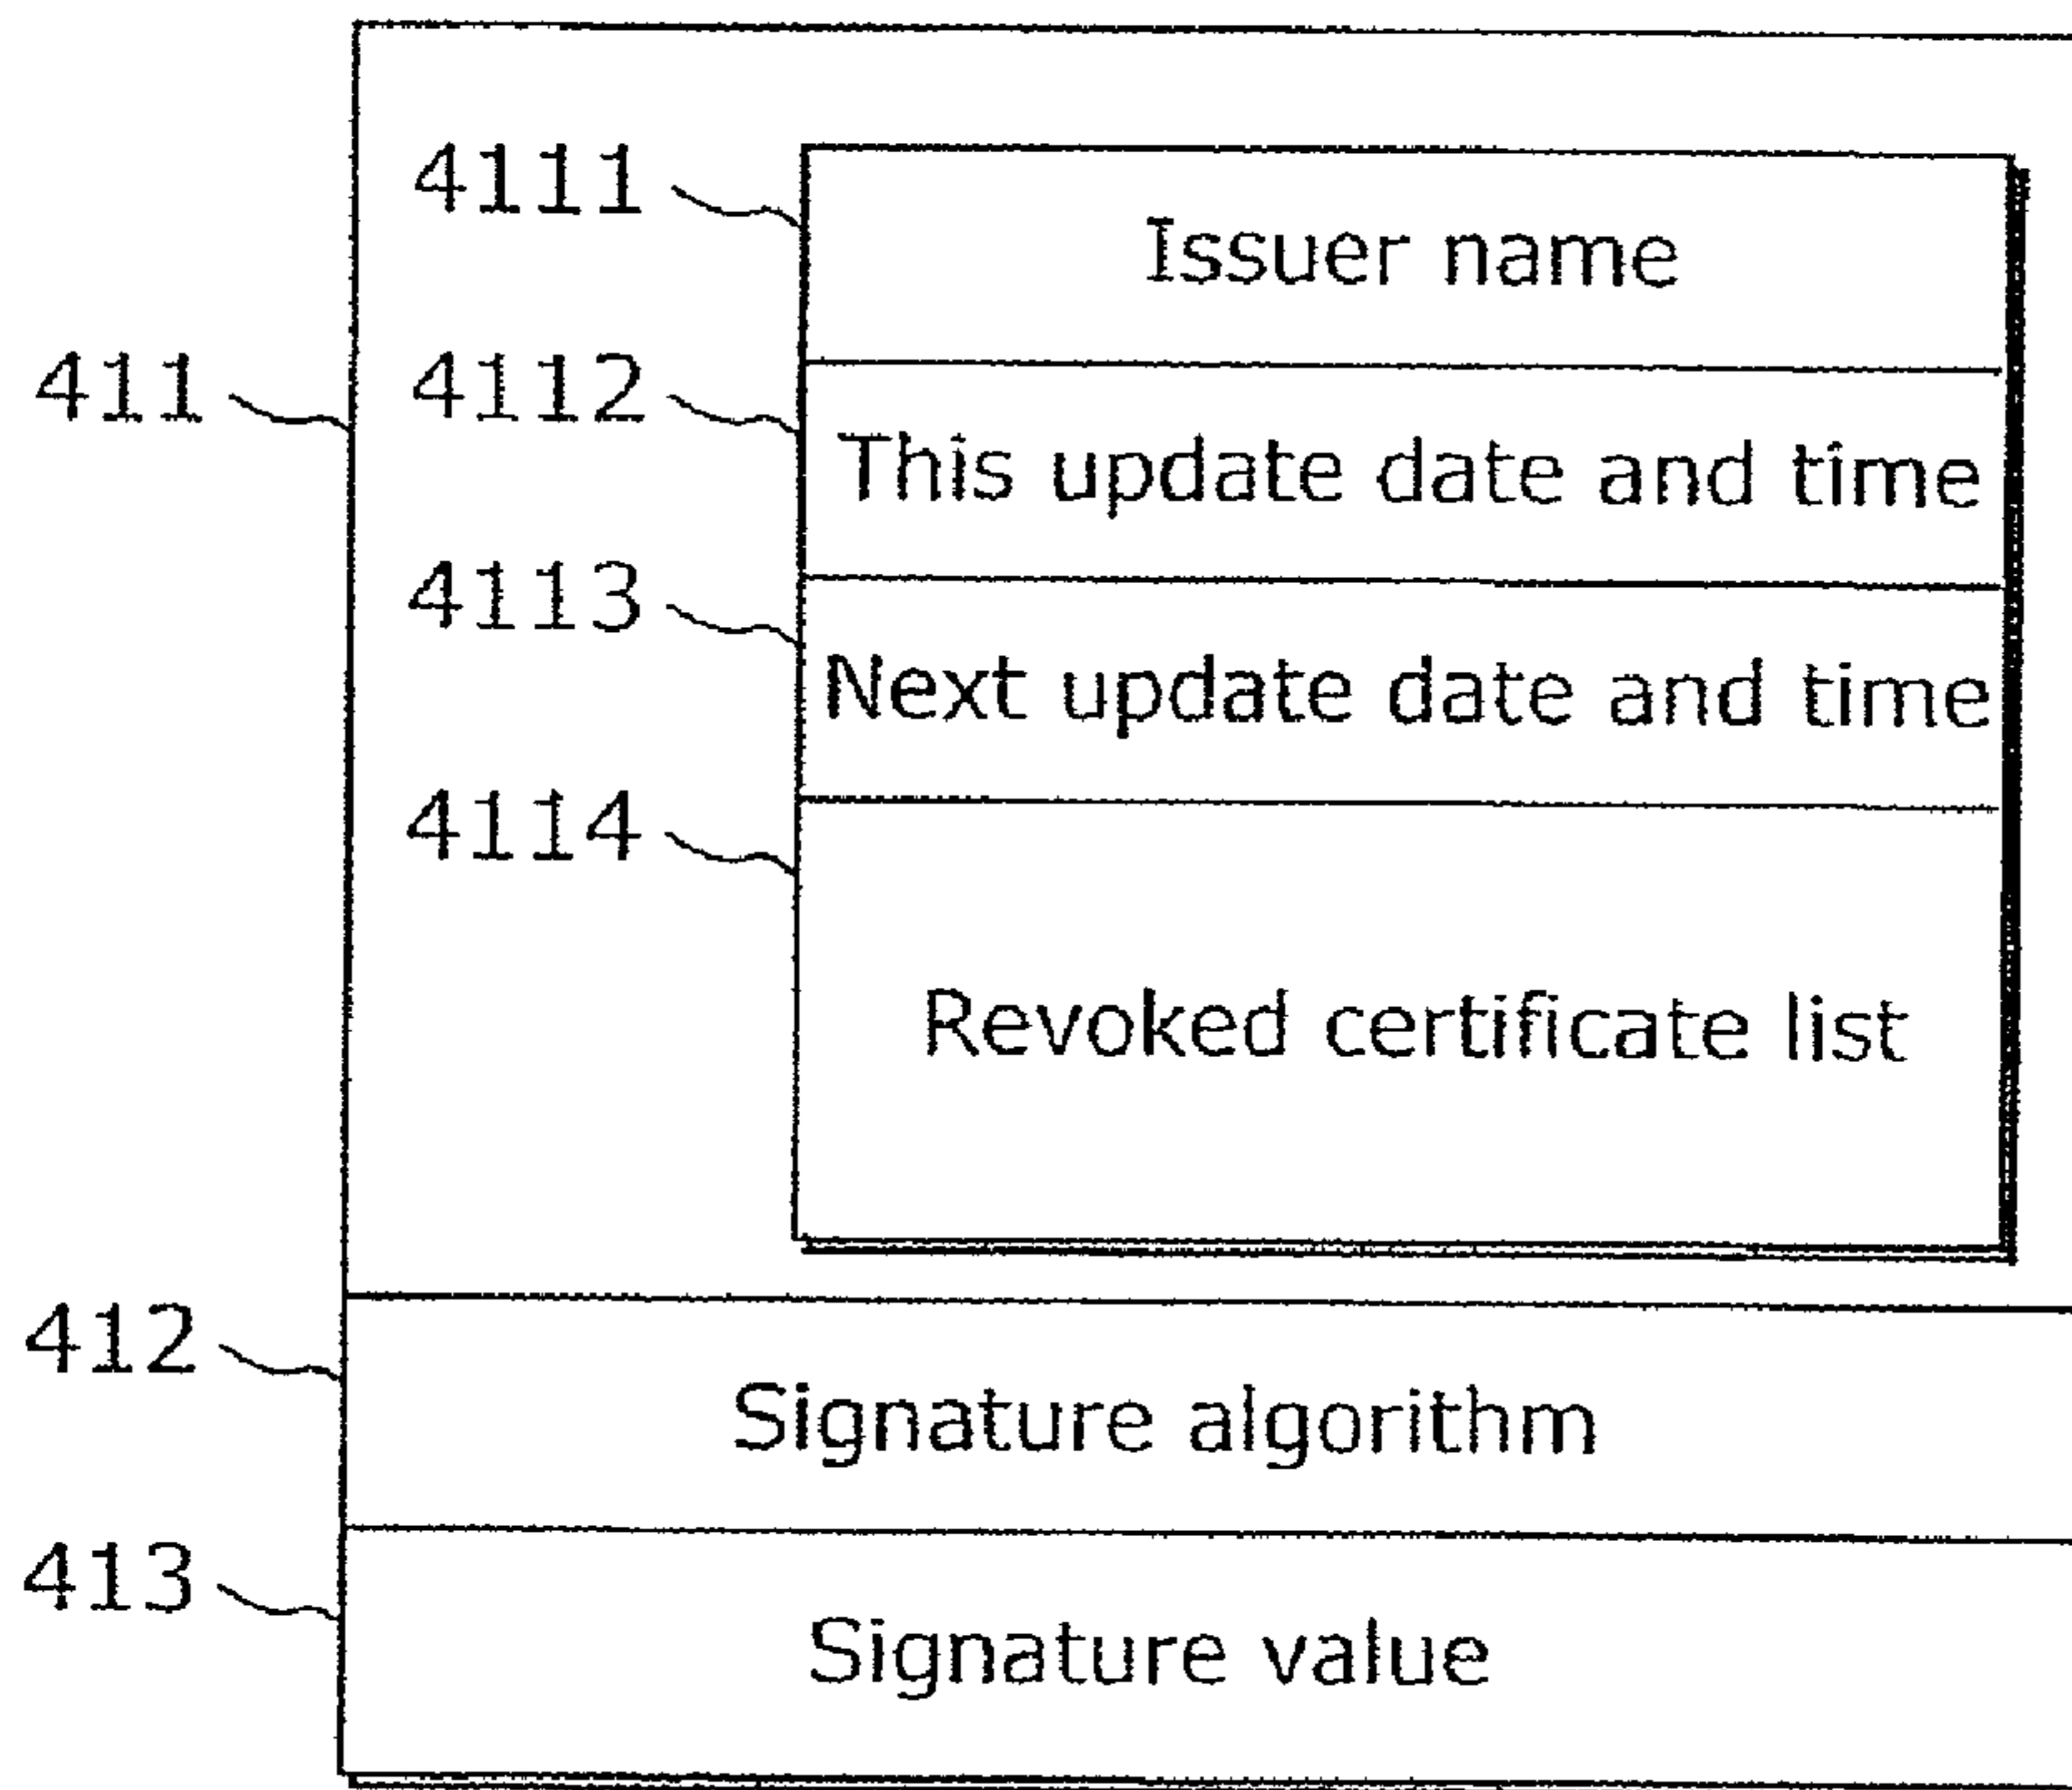 4111
Issuer name
411
4112
This update date and time
4113
Next update date and time
4114
Revoked certificate list
412
Signature algorithm
413
Signature value